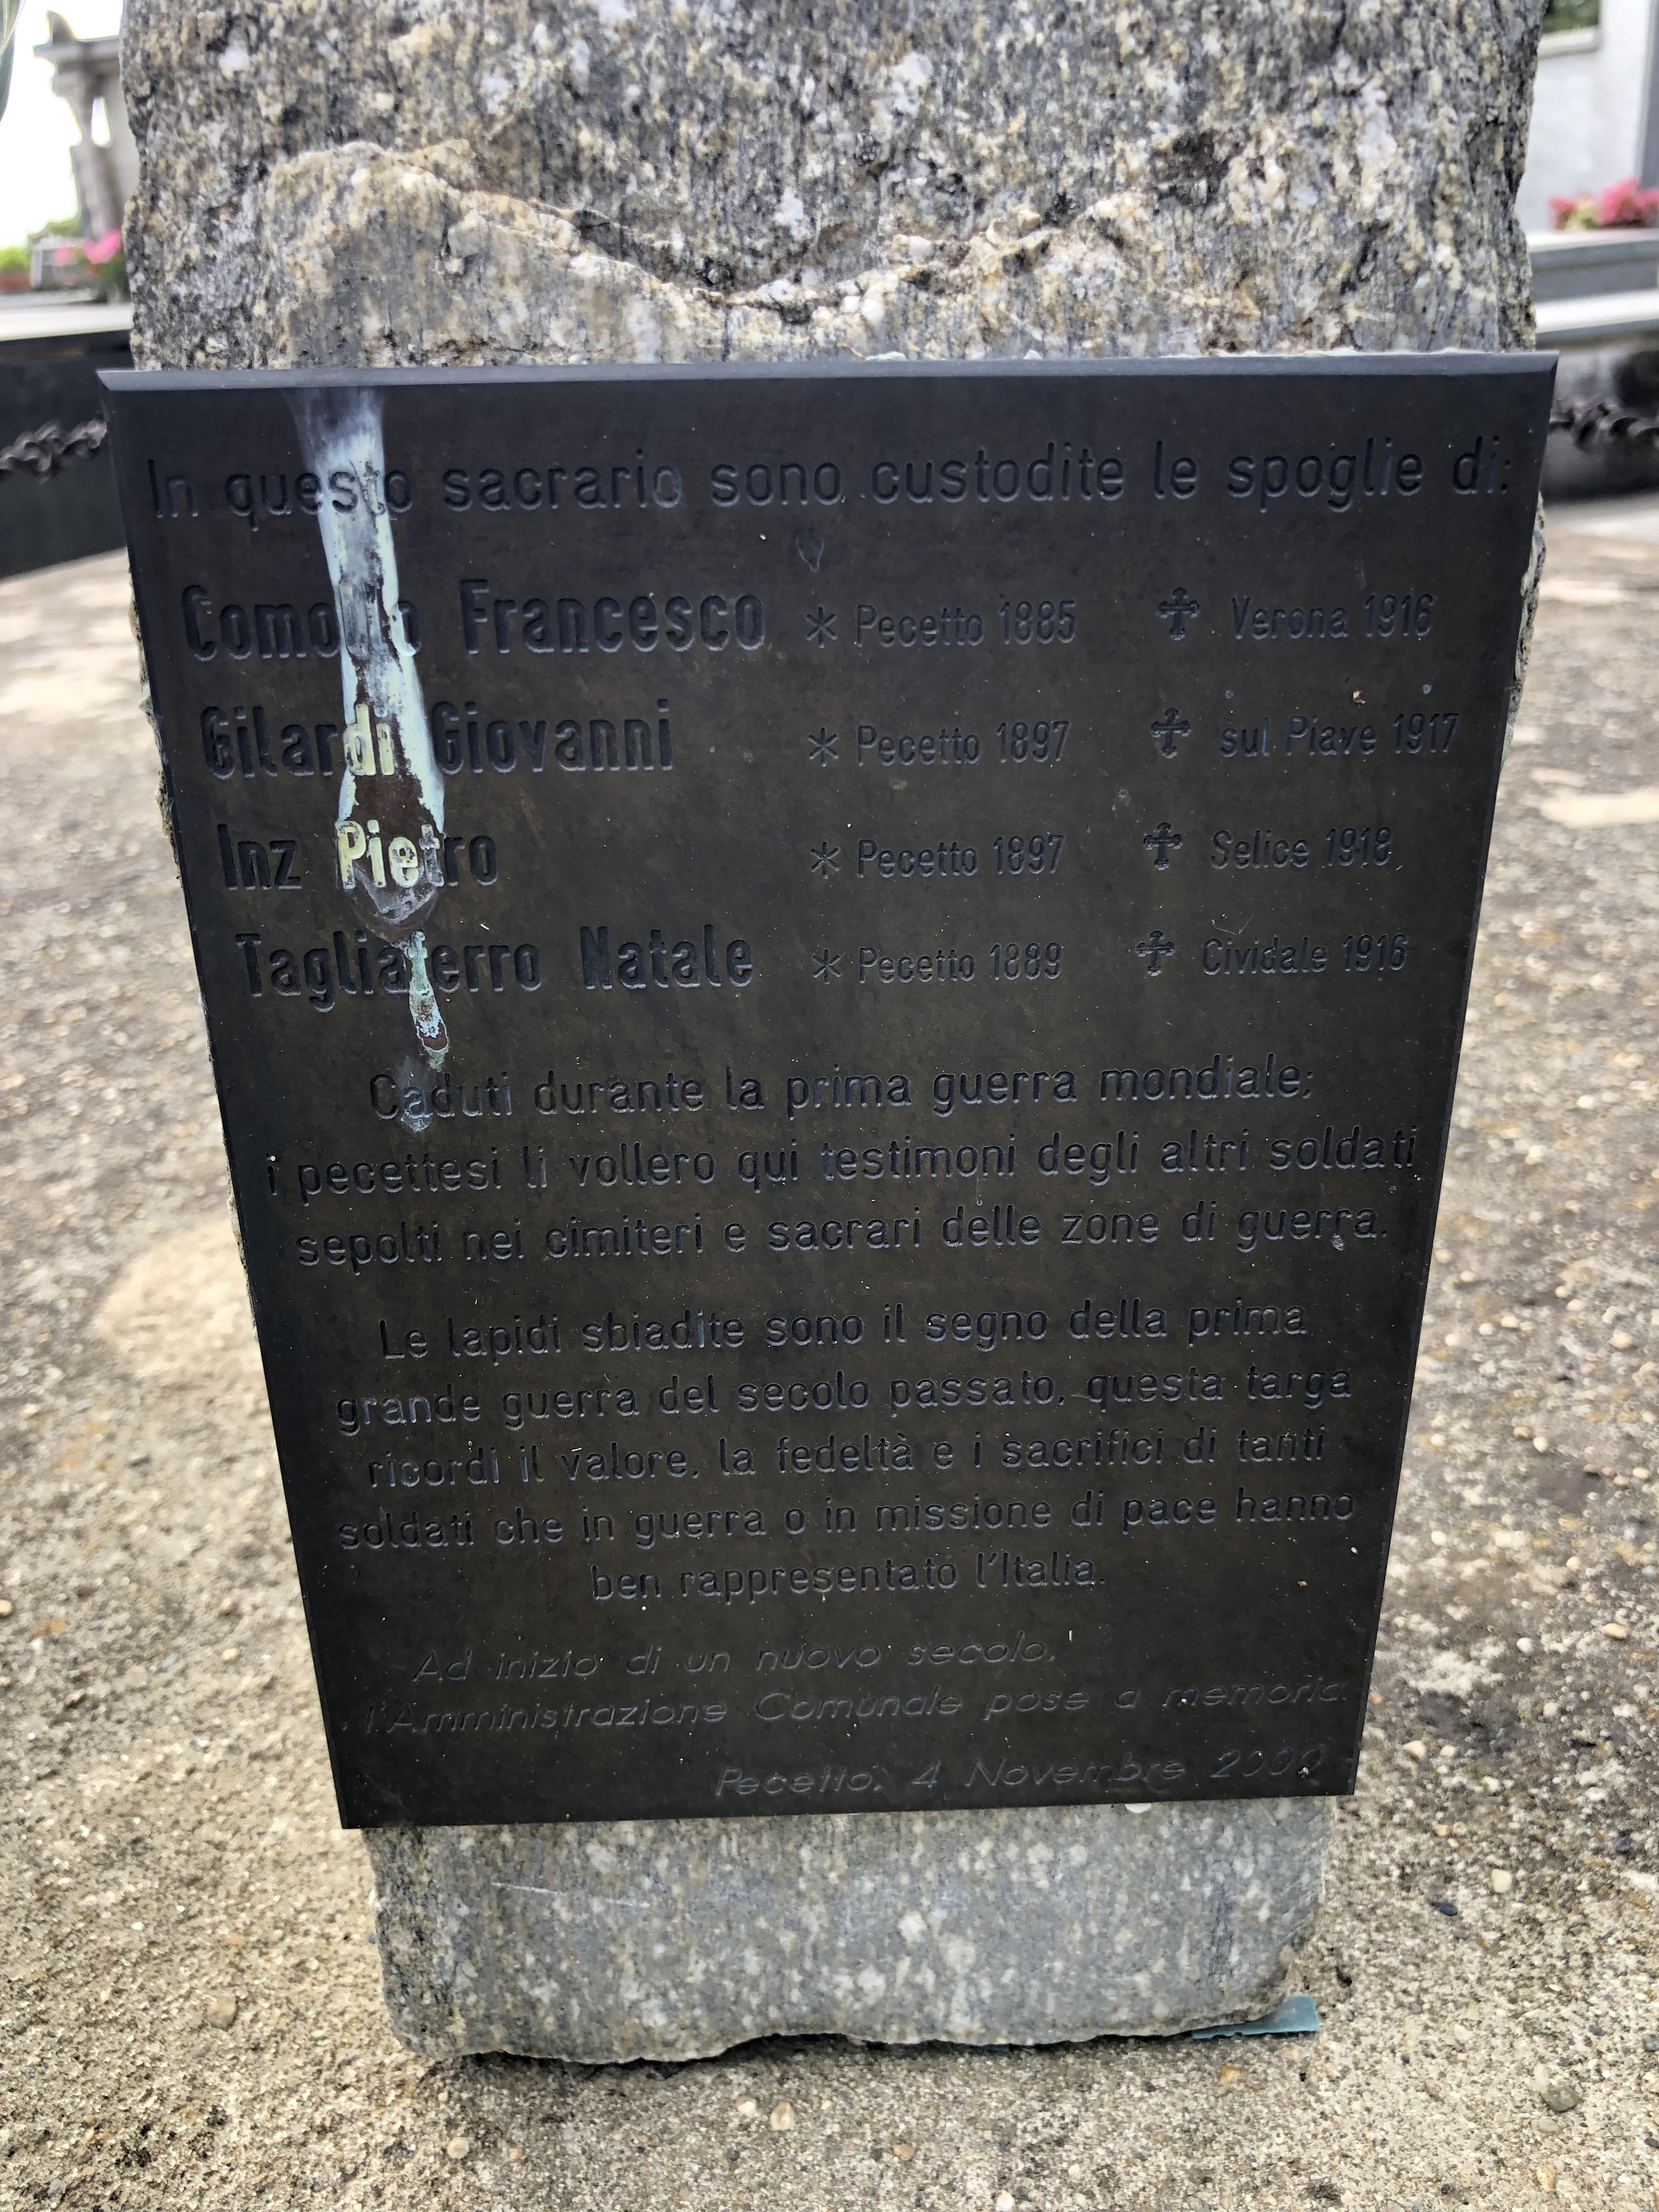 In questo sacrario sono custodite le spoglie di:
Francesco * Pecetto 1885 ✝ Verona 1916
Gilardi Giovanni * Pecetto 1897 ✝ sul Piave 1917
Inz Pietro * Pecetto 1897 ✝ Selice 1918
Tagliaferro Natale * Pecetto 1889 ✝ Cividale 1916
Caduti durante la prima guerra mondiale;
i pecettesi li vollero qui testimoni degli altri soldati
sepolti nei cimiteri e sacrari delle zone di guerra.
Le lapidi sbiadite sono il segno della prima
grande guerra del secolo passato, questa targa
ricordi il valore, la fedeltà e i sacrifici di tanti
soldati che in guerra o in missione di pace hanno
ben rappresentato l'Italia.
Ad inizio di un nuovo secolo,
l'Amministrazione Comunale pose a memoria.
Pecetto, 4 Novembre 2000